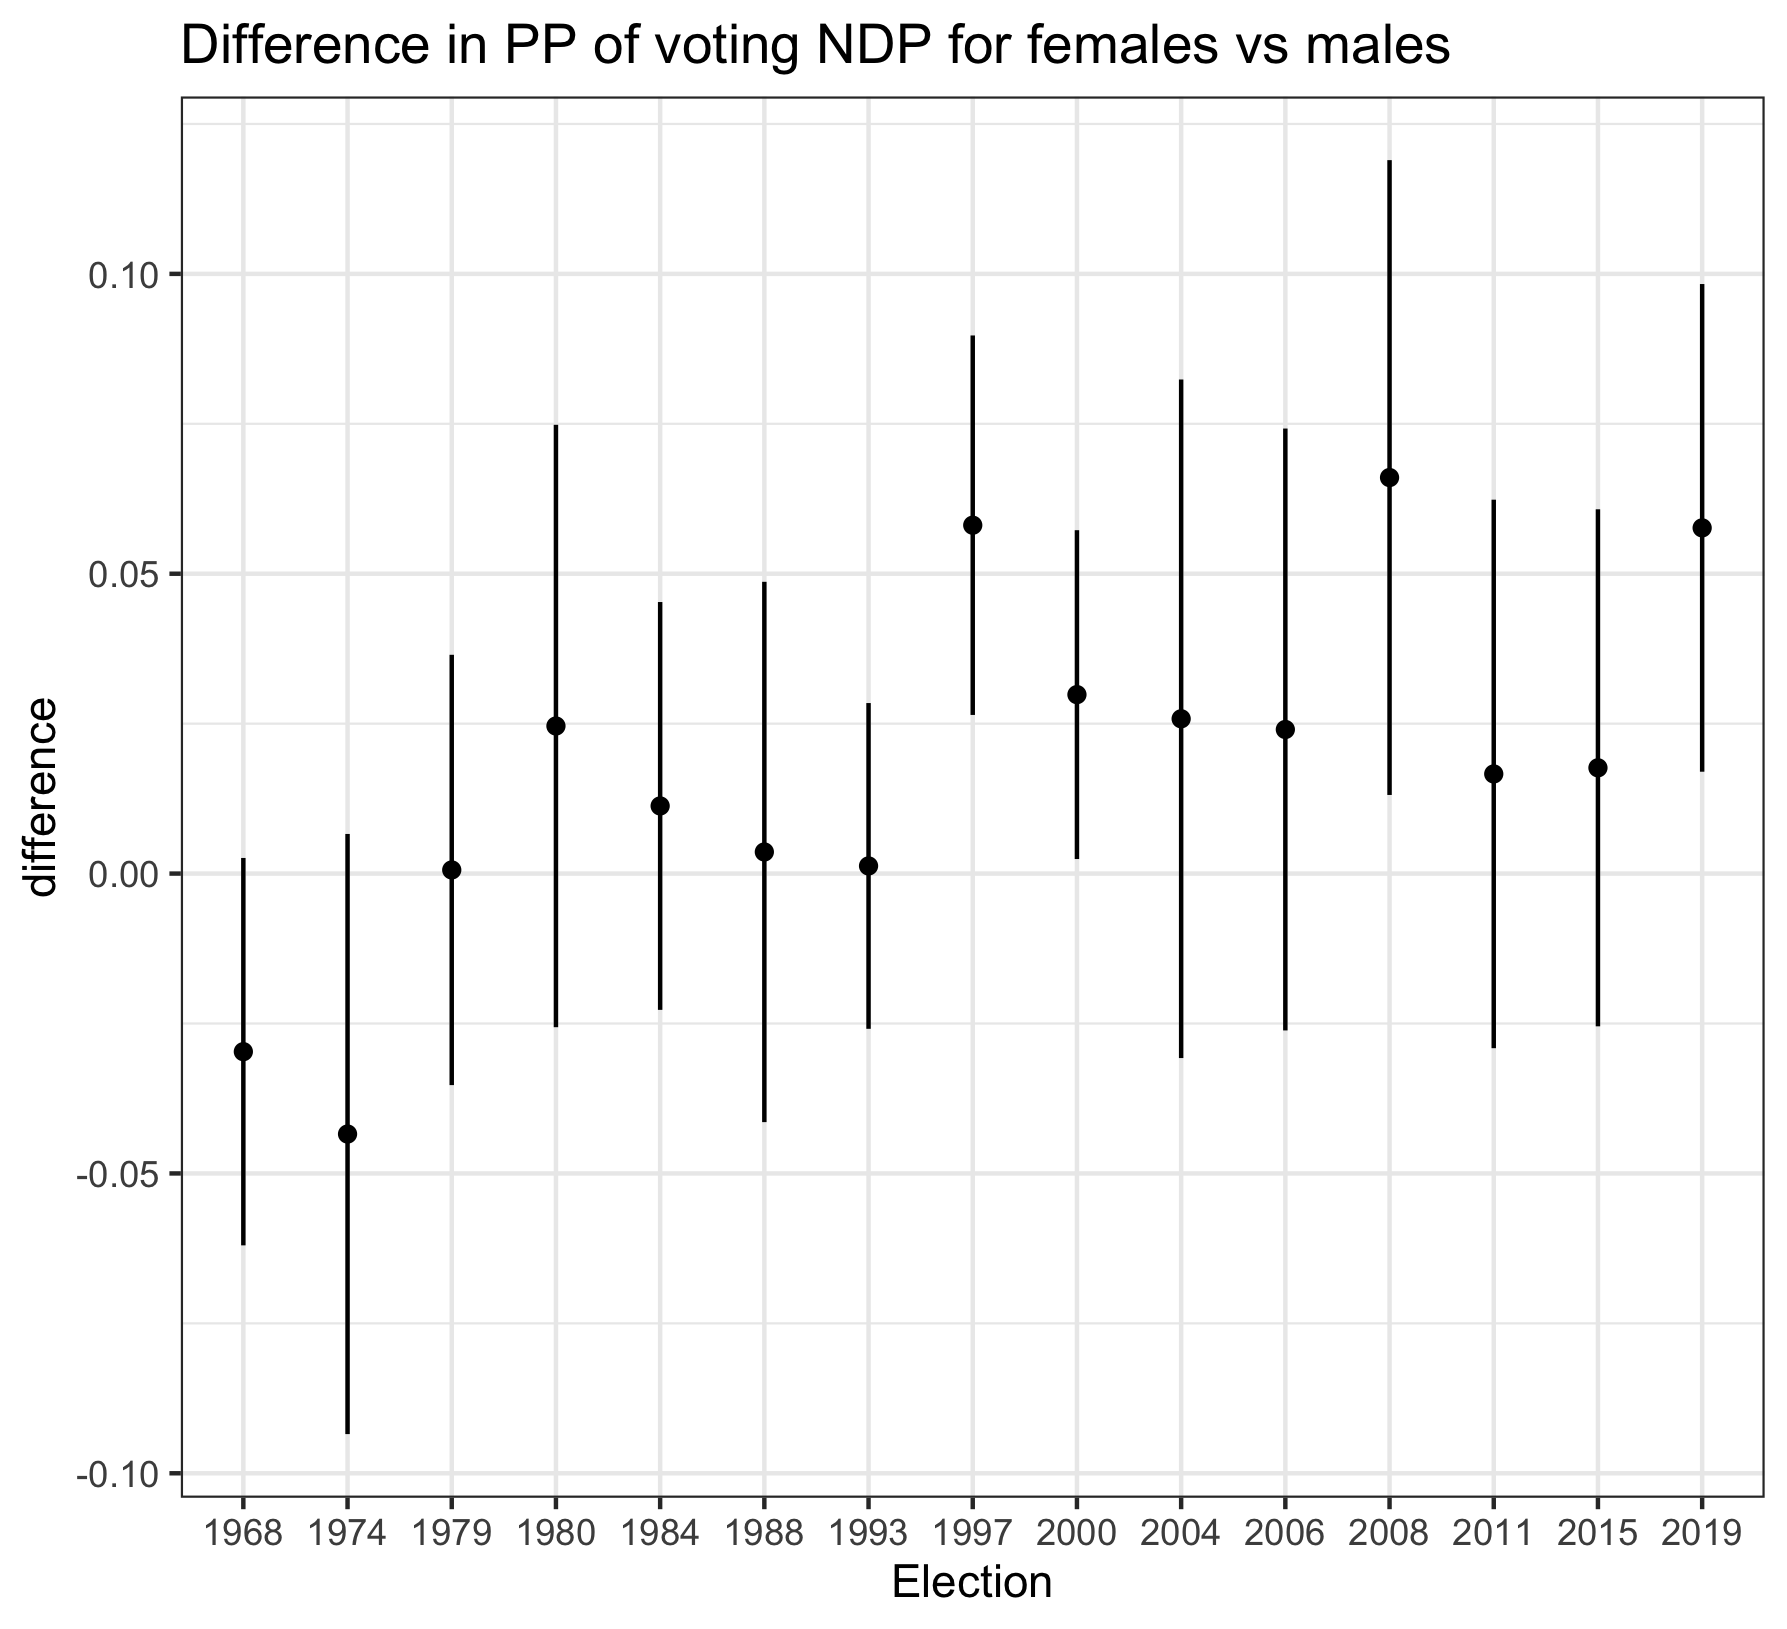 Difference in PP of voting NDP for females vs males
difference
0.10
0.05
0.00
-0.05
-0.10
1968 1974 1979 1980 1984 1988 1993 1997 2000 2004 2006 2008 2011 2015 2019
Election